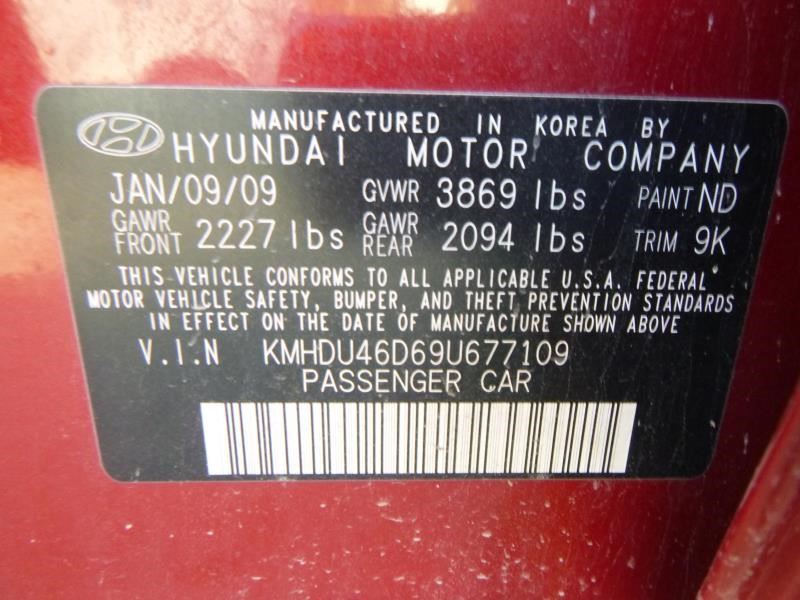 MANUFACTURED IN KOREA BY
HYUNDAI MOTOR COMPANY
JAN/09/09 GVWR 3869 lbs PAINT ND
GAWR FRONT 2227 lbs GAWR REAR 2094 lbs TRIM 9K
THIS VEHICLE CONFORMS TO ALL APPLICABLE U.S.A. FEDERAL
MOTOR VEHICLE SAFETY, BUMPER, AND THEFT PREVENTION STANDARDS
IN EFFECT ON THE DATE OF MANUFACTURE SHOWN ABOVE
V.I.N KMHDU46D69U677109
PASSENGER CAR